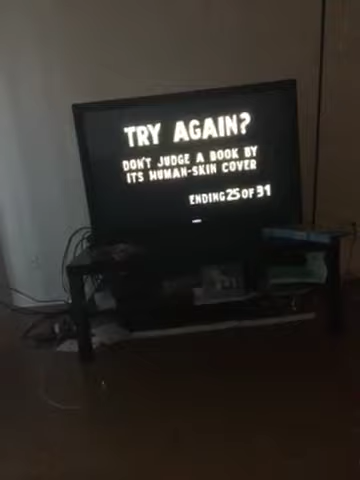 TRY AGAIN?
DON'T JUDGE A BOOK BY
ITS HUMAN-SKIN COVER
ENDING 25 OF 31